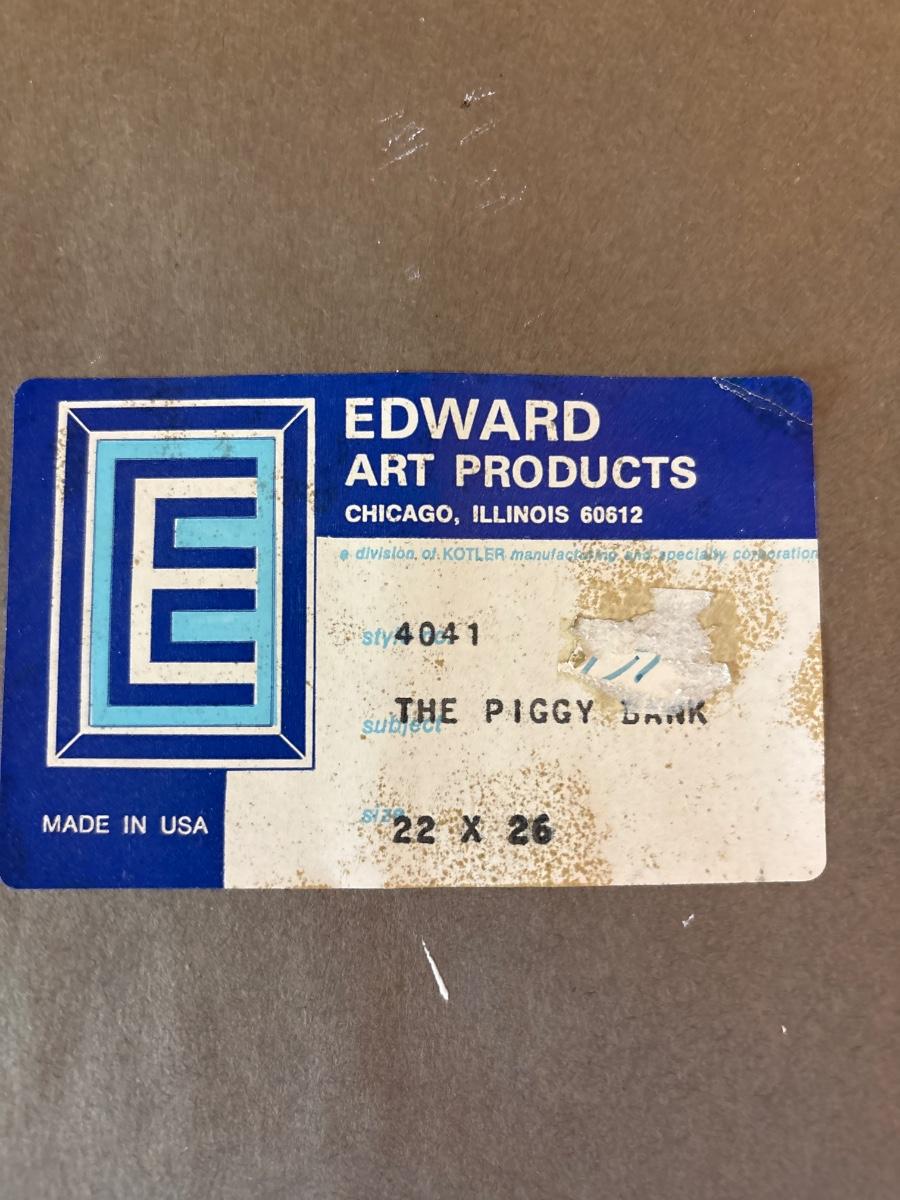 EDWARD
ART PRODUCTS
CHICAGO, ILLINOIS 60612
a division of KOTLER manufacturing and specialty corporation
4041
subject THE PIGGY BANK
size 22 X 26
E
MADE IN USA